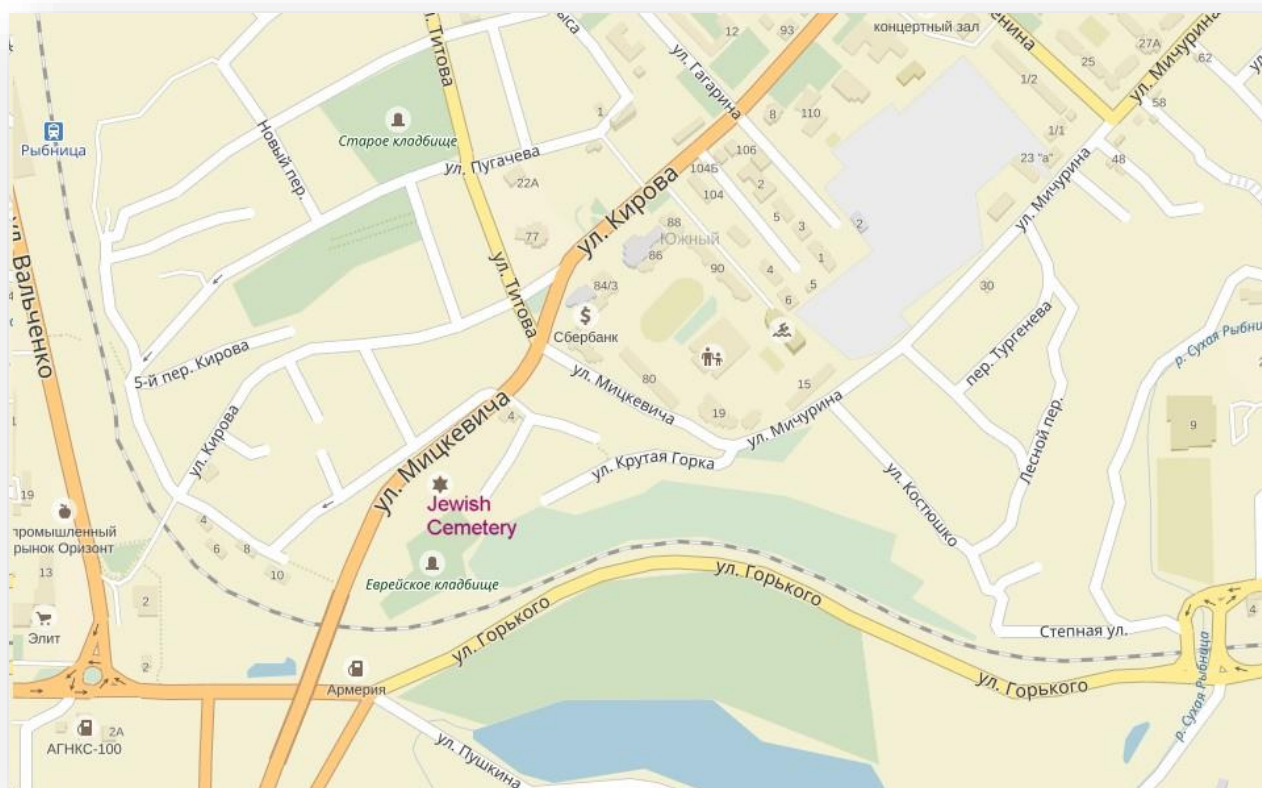 концертный зал
12
93
ул. Титова
ул. Гагарина
25
27А
62
ул. Мичурина
1/2
58
1
8
110
1/1
Рыбница
Старое кладбище
Новый пер.
ул. Пугачева
22А
106
104Б
104
2
23 "а"
48
ул. Мичурина
ул. Кирова
5
3
2
77
88
Южный
86
90
4
1
ул. Вальченко
ул. Титова
84/3
5
6
30
Сбербанк
пер. Тургенева
р. Сухая Рыбни
5-й пер. Кирова
80
15
ул. Мицкевича
19
ул. Мичурина
4
9
ул. Кирова
ул. Мицкевича
ул. Крутая Горка
Лесной пер.
ул. Костюшко
Jewish
Cemetery
19
промышленный
рынок Оризонт
4
6
8
10
13
Еврейское кладбище
ул. Горького
ул. Горького
2
Элит
Степная ул.
4
2
Армерия
ул. Горького
р. Сухая Рыбница
2А
АГНКС-100
ул. Пушкина